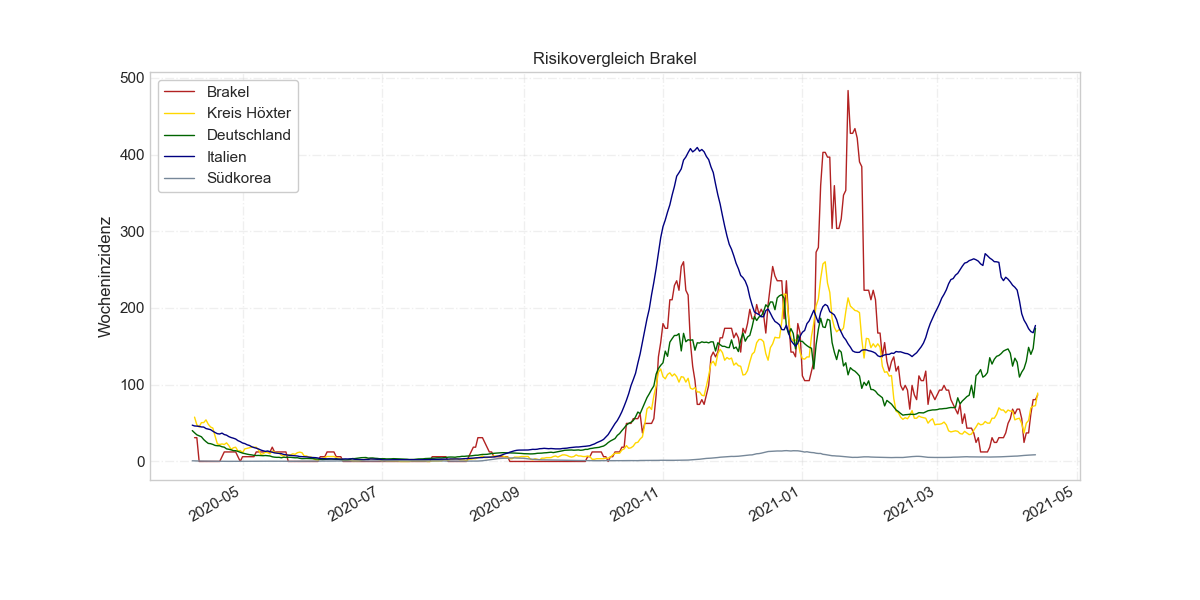 Risikovergleich Brakel
Wocheninzidenz
500
400
300
200
100
0
Brakel
Kreis Höxter
Deutschland
Italien
Südkorea
2020-05
2020-07
2020-09
2020-11
2021-01
2021-03
2021-05